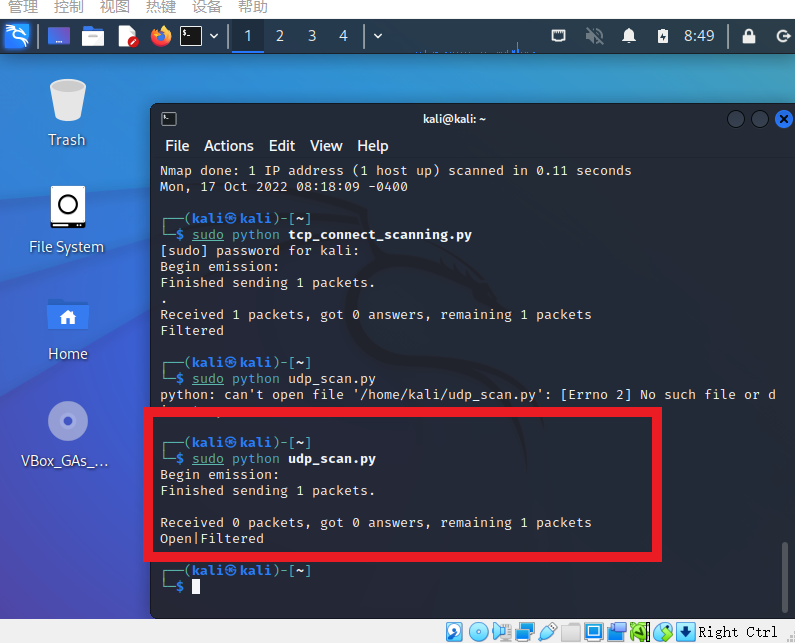 管理 控制 视图 热键 设备 帮助
1 2 3 4 8:49
Trash
File System
Home
VBox_GAs_...
kali@kali: ~
File Actions Edit View Help
Nmap done: 1 IP address (1 host up) scanned in 0.11 seconds
Mon, 17 Oct 2022 08:18:09 -0400
┌──(kali㉿kali)-[~]
└─$ sudo python tcp_connect_scanning.py
[sudo] password for kali:
Begin emission:
Finished sending 1 packets.
.
Received 1 packets, got 0 answers, remaining 1 packets
Filtered
┌──(kali㉿kali)-[~]
└─$ sudo python udp_scan.py
python: can't open file '/home/kali/udp_scan.py': [Errno 2] No such file or d
┌──(kali㉿kali)-[~]
└─$ sudo python udp_scan.py
Begin emission:
Finished sending 1 packets.
Received 0 packets, got 0 answers, remaining 1 packets
Open|Filtered
┌──(kali㉿kali)-[~]
└─$
Right Ctrl